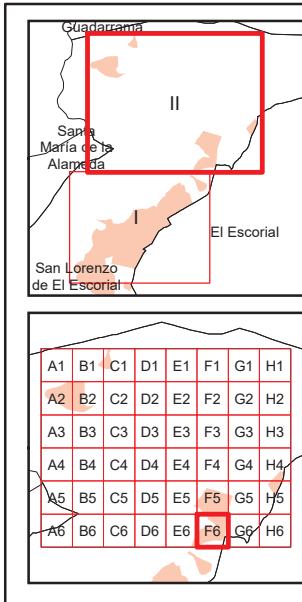 Guadarrama
II
Santa
María de la
Alameda
I
El Escorial
San Lorenzo
de El Escorial
A1 B1 C1 D1 E1 F1 G1 H1
A2 B2 C2 D2 E2 F2 G2 H2
A3 B3 C3 D3 E3 F3 G3 H3
A4 B4 C4 D4 E4 F4 G4 H4
A5 B5 C5 D5 E5 F5 G5 H5
A6 B6 C6 D6 E6 F6 G6 H6